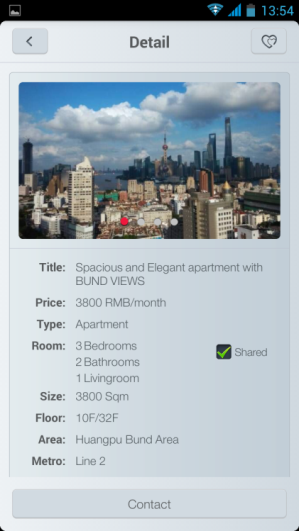 13:54
Detail
Title: Spacious and Elegant apartment with
BUND VIEWS
Price: 3800 RMB/month
Type: Apartment
Room: 3 Bedrooms
Shared
2 Bathrooms
1 Livingroom
Size: 3800 Sqm
Floor: 10F/32F
Area: Huangpu Bund Area
Metro: Line 2
Contact